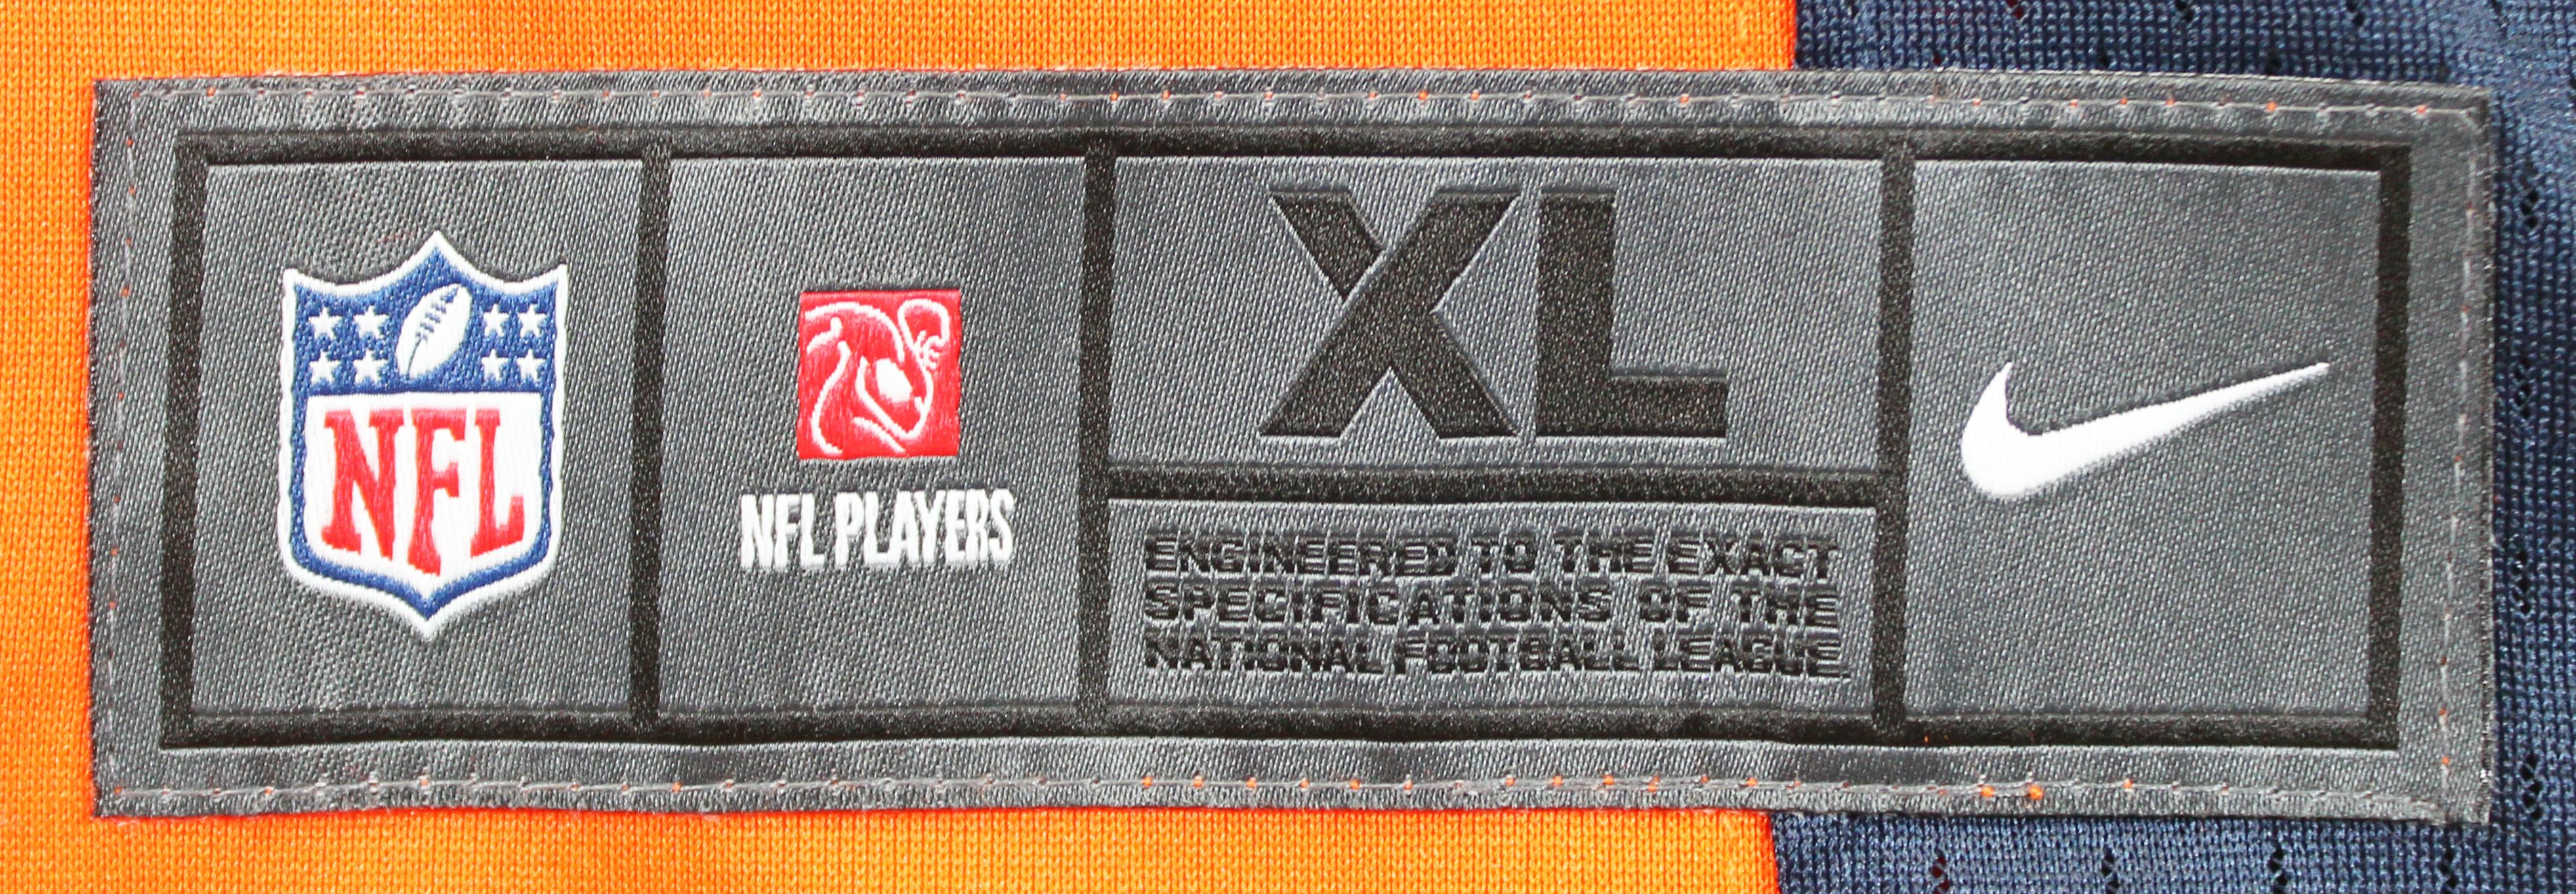 NFL
NFL PLAYERS
XL
ENGINEERED TO THE EXACT
SPECIFICATIONS OF THE
NATIONAL FOOTBALL LEAGUE.